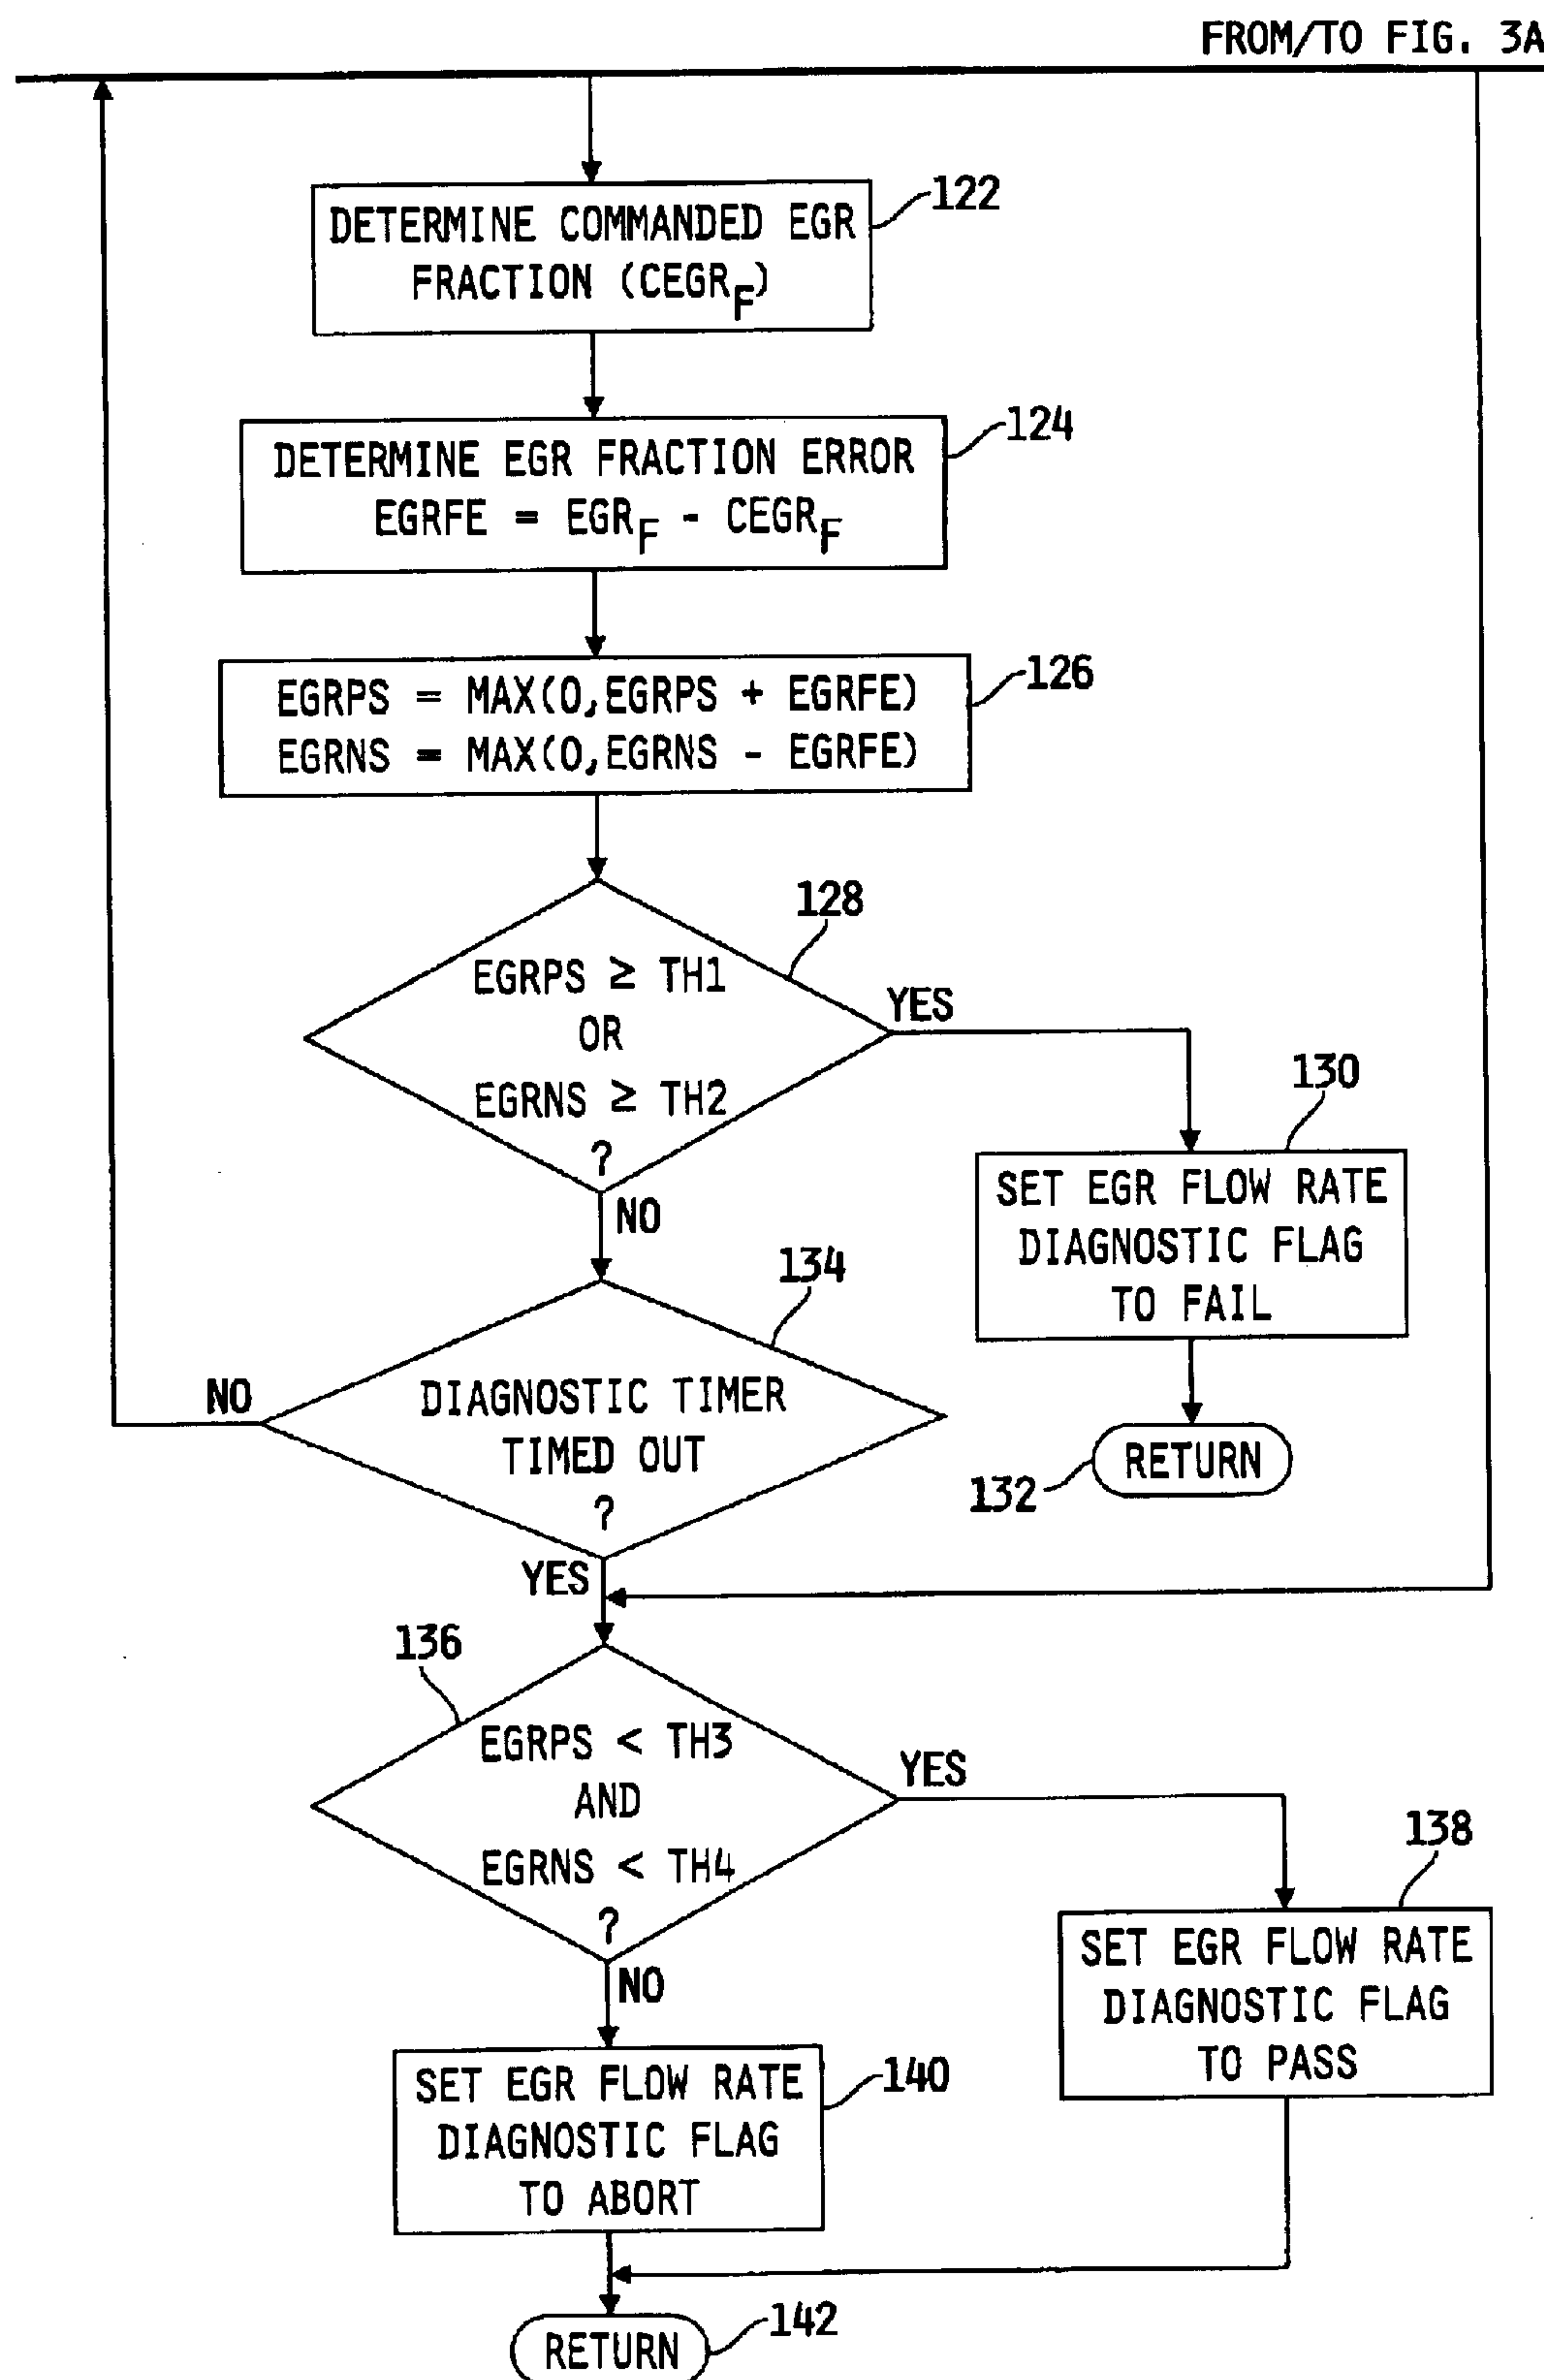 FROM/TO FIG. 3A
122
DETERMINE COMMANDED EGR
FRACTION (CEGR_F)
124
DETERMINE EGR FRACTION ERROR
EGRFE = EGR_F - CEGR_F
126
EGRPS = MAX(0,EGRPS + EGRFE)
EGRNS = MAX(0,EGRNS - EGRFE)
128
EGRPS ≥ TH1
OR
EGRNS ≥ TH2
?
YES
NO
130
SET EGR FLOW RATE
DIAGNOSTIC FLAG
TO FAIL
132
RETURN
134
DIAGNOSTIC TIMER
TIMED OUT
?
NO
YES
136
EGRPS < TH3
AND
EGRNS < TH4
?
YES
NO
138
SET EGR FLOW RATE
DIAGNOSTIC FLAG
TO PASS
140
SET EGR FLOW RATE
DIAGNOSTIC FLAG
TO ABORT
142
RETURN